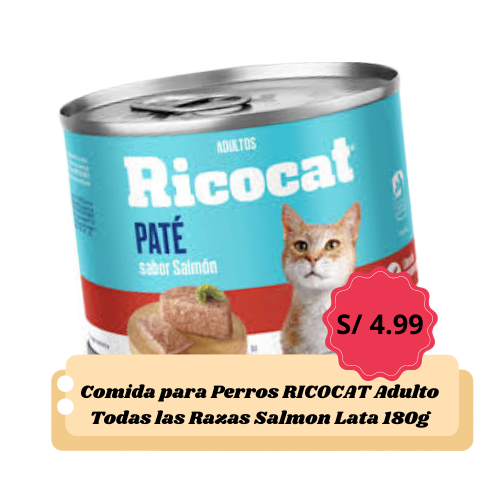 ADULTOS
Ricocat
PATÉ
sabor Salmón
S/ 4.99
Comida para Perros RICOCAT Adulto
Todas las Razas Salmon Lata 180g